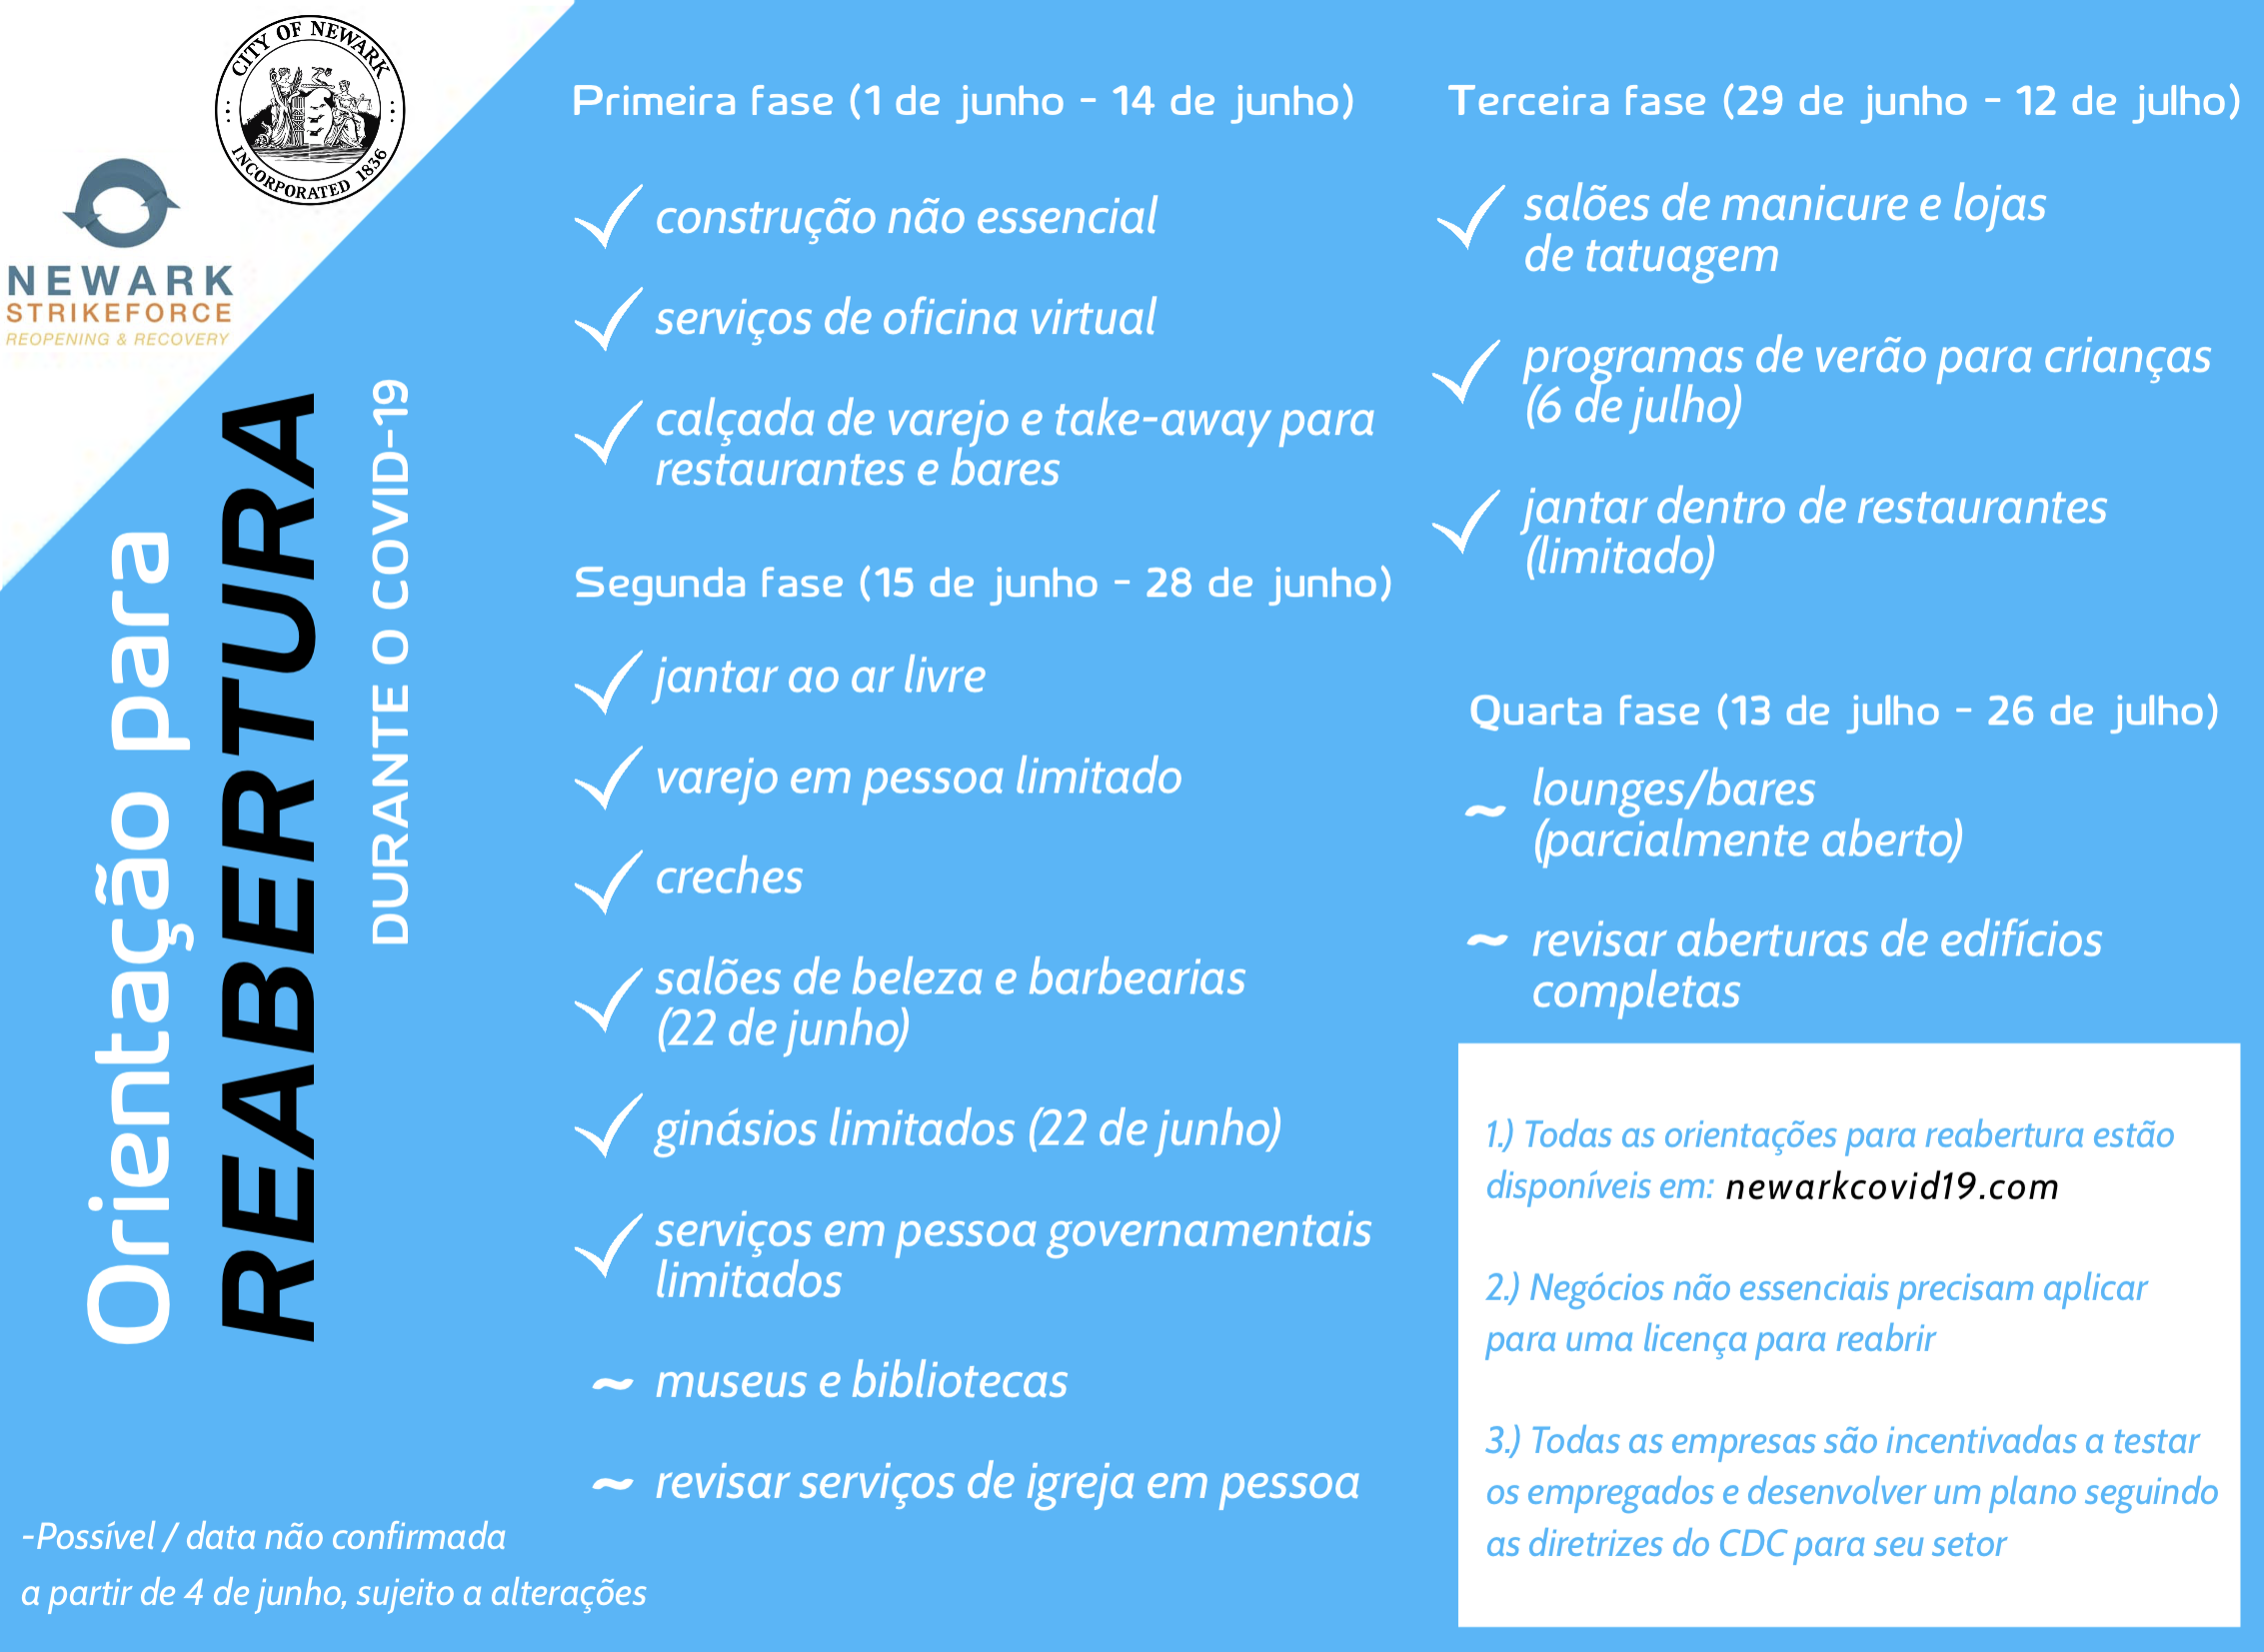 CITY OF NEWARK
INCORPORATED 1836
NEWARK
STRIKEFORCE
REOPENING & RECOVERY
Orientação para
REABERTURA
DURANTE O COVID-19
Primeira fase (1 de junho - 14 de junho)
construção não essencial
serviços de oficina virtual
calçada de varejo e take-away para
restaurantes e bares
Segunda fase (15 de junho - 28 de junho)
jantar ao ar livre
varejo em pessoa limitado
creches
salões de beleza e barbearias
(22 de junho)
ginásios limitados (22 de junho)
serviços em pessoa governamentais
limitados
~ museus e bibliotecas
~ revisar serviços de igreja em pessoa
Terceira fase (29 de junho - 12 de julho)
salões de manicure e lojas
de tatuagem
programas de verão para crianças
(6 de julho)
jantar dentro de restaurantes
(limitado)
Quarta fase (13 de julho - 26 de julho)
~ lounges/bares
(parcialmente aberto)
~ revisar aberturas de edifícios
completas
1.) Todas as orientações para reabertura estão
disponíveis em: newarkcovid19.com
2.) Negócios não essenciais precisam aplicar
para uma licença para reabrir
3.) Todas as empresas são incentivadas a testar
os empregados e desenvolver um plano seguindo
as diretrizes do CDC para seu setor
-Possível / data não confirmada
a partir de 4 de junho, sujeito a alterações